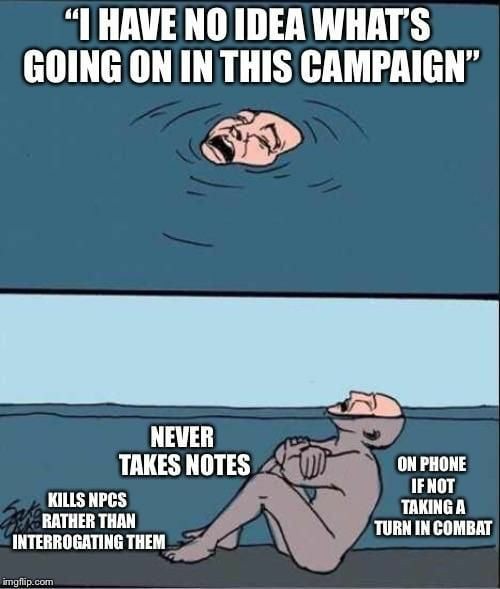 “I HAVE NO IDEA WHAT’S
GOING ON IN THIS CAMPAIGN”
NEVER
TAKES NOTES
KILLS NPCS
RATHER THAN
INTERROGATING THEM
ON PHONE
IF NOT
TAKING A
TURN IN COMBAT
imgflip.com